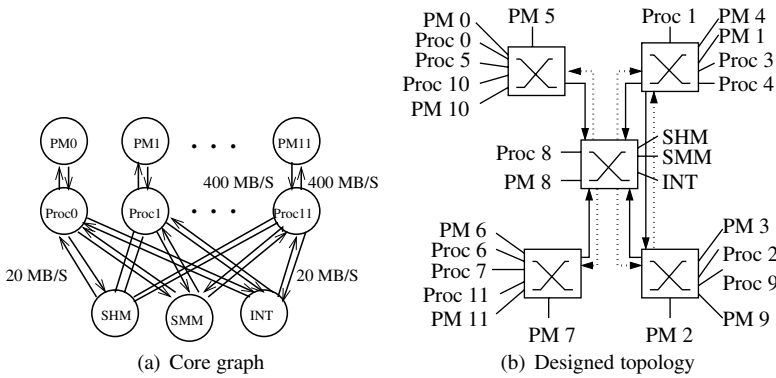 PM0
PM1
. . .
PM11
400 MB/S
400 MB/S
Proc0
Proc1
. . .
Proc11
20 MB/S
20 MB/S
SHM
SMM
INT
(a) Core graph
PM 0
PM 5
Proc 0
Proc 5
Proc 10
PM 10
Proc 1
PM 4
PM 1
Proc 3
Proc 4
Proc 8
PM 8
SHM
SMM
INT
PM 6
Proc 6
Proc 7
Proc 11
PM 11
PM 7
PM 3
Proc 2
Proc 9
PM 9
PM 2
(b) Designed topology